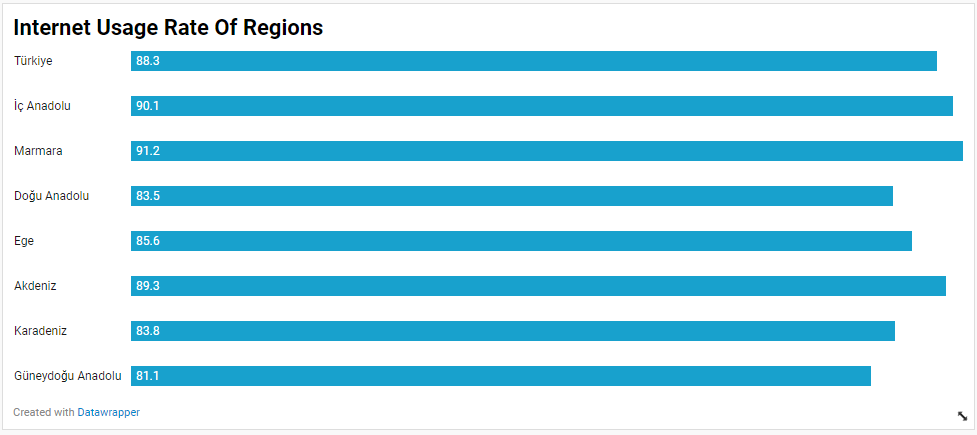 Internet Usage Rate Of Regions
Türkiye 88.3
İç Anadolu 90.1
Marmara 91.2
Doğu Anadolu 83.5
Ege 85.6
Akdeniz 89.3
Karadeniz 83.8
Güneydoğu Anadolu 81.1
Created with Datawrapper